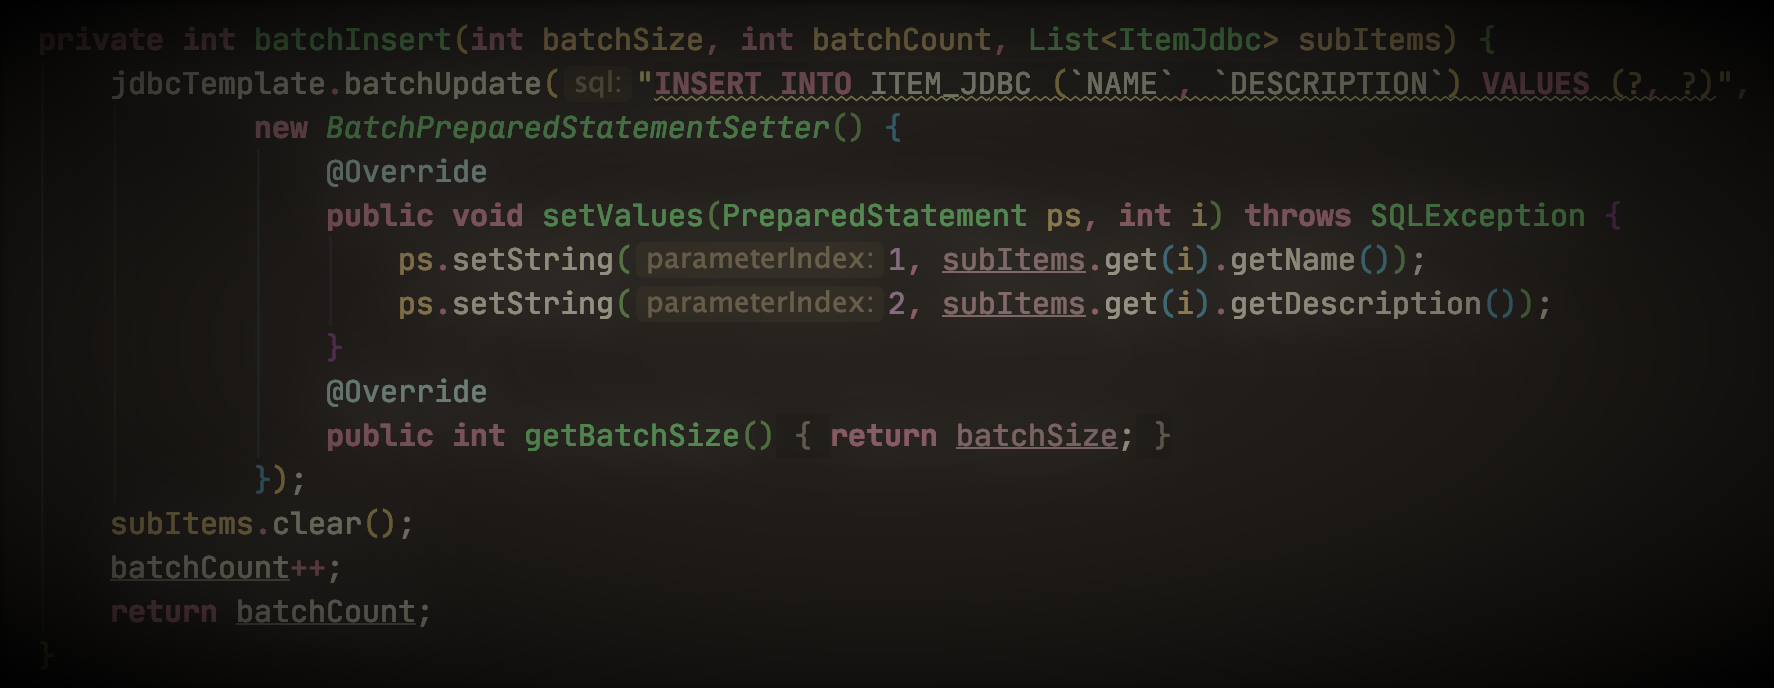 private int batchInsert(int batchSize, int batchCount, List<ItemJdbc> subItems) {
jdbcTemplate.batchUpdate( sql: "INSERT INTO ITEM_JDBC (`NAME`, `DESCRIPTION`) VALUES (?, ?)",
new BatchPreparedStatementSetter() {
@Override
public void setValues(PreparedStatement ps, int i) throws SQLException {
ps.setString( parameterIndex: 1, subItems.get(i).getName());
ps.setString( parameterIndex: 2, subItems.get(i).getDescription());
}
@Override
public int getBatchSize() { return batchSize; }
});
subItems.clear();
batchCount++;
return batchCount;
}